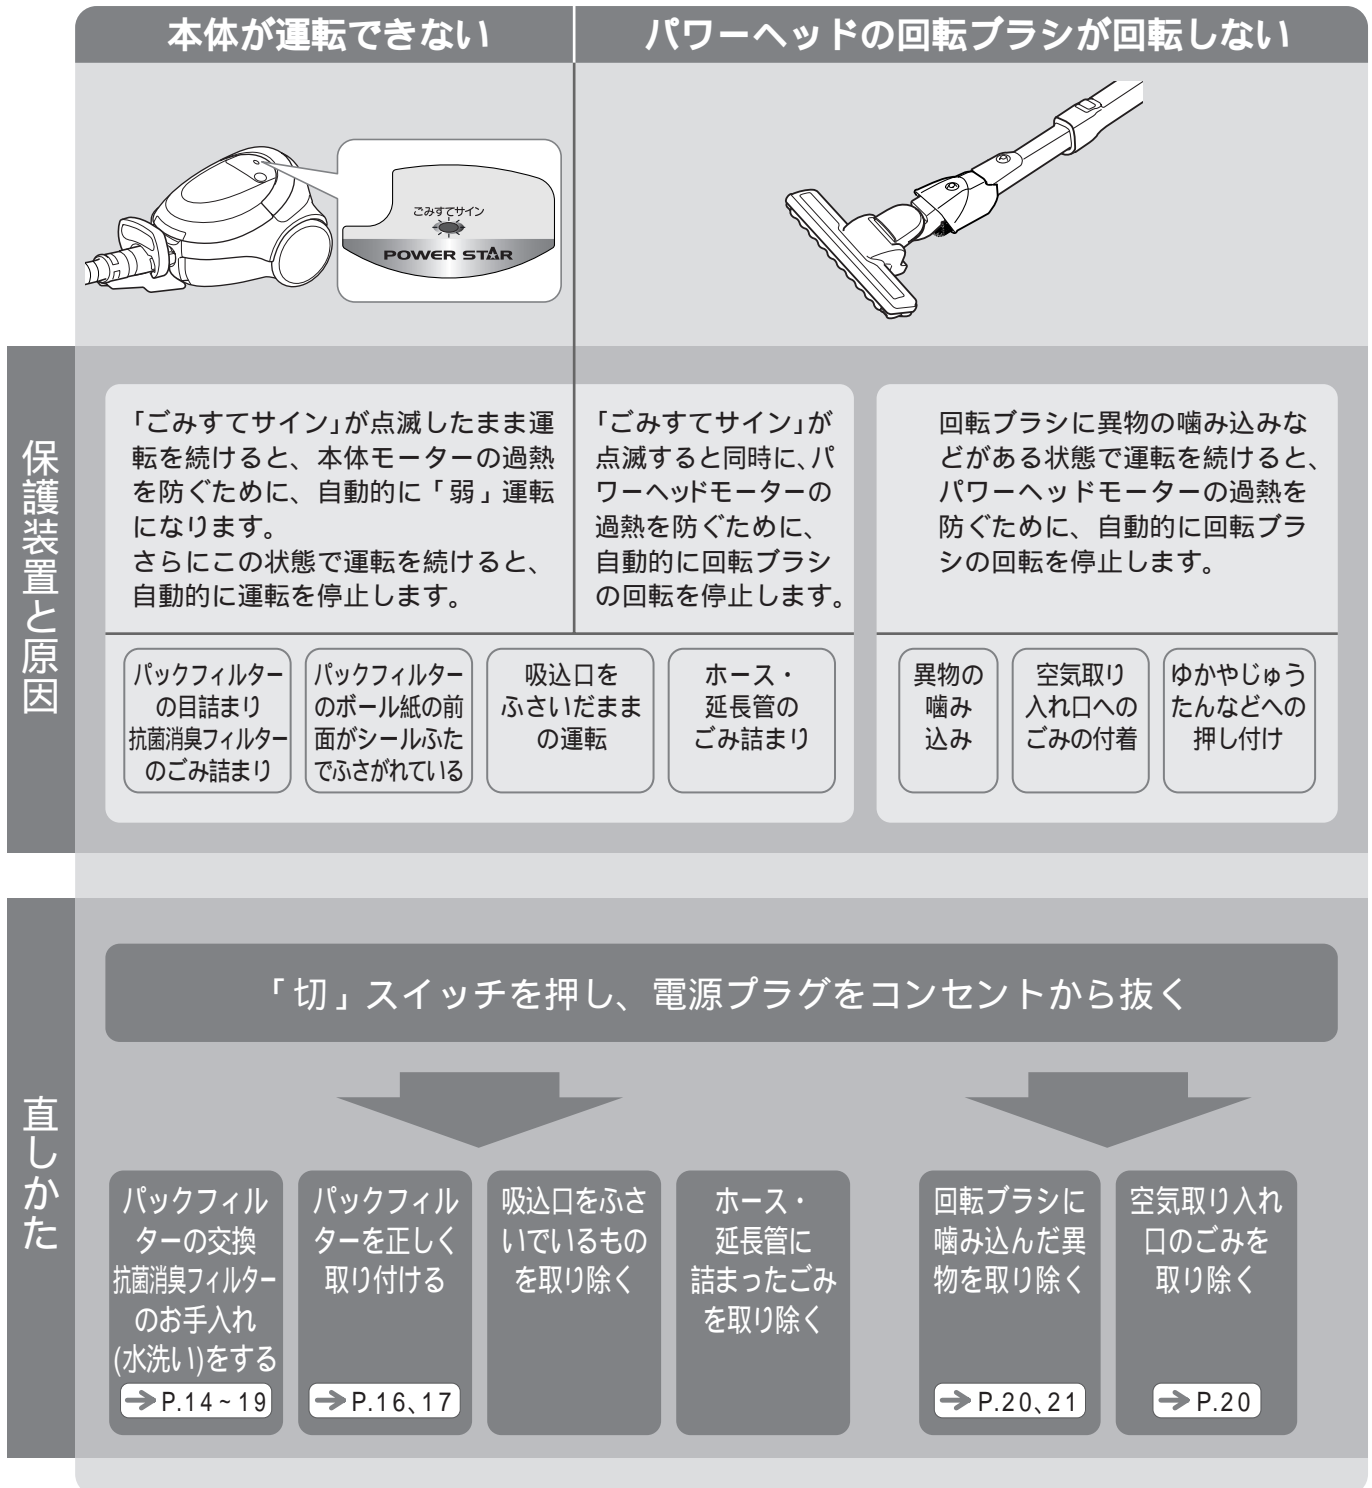 本体が運転できない
パワーヘッドの回転ブラシが回転しない
ごみすてサイン
POWER STAR
保護装置と原因
「ごみすてサイン」が点滅したまま運
転を続けると、本体モーターの過熱
を防ぐために、自動的に「弱」運転
になります。
さらにこの状態で運転を続けると、
自動的に運転を停止します。
「ごみすてサイン」が
点滅すると同時に、パ
ワーヘッドモーターの
過熱を防ぐために、
自動的に回転ブラシ
の回転を停止します。
回転ブラシに異物の噛み込みな
どがある状態で運転を続けると、
パワーヘッドモーターの過熱を
防ぐために、自動的に回転ブラ
シの回転を停止します。
パックフィルター
の目詰まり
抗菌消臭フィルター
のごみ詰まり
パックフィルター
のボール紙の前
面がシールふた
でふさがれている
吸込口を
ふさいだまま
の運転
ホース・
延長管の
ごみ詰まり
異物の
噛み
込み
空気取り
入れ口への
ごみの付着
ゆかやじゅう
たんなどへの
押し付け
直しかた
「切」スイッチを押し、電源プラグをコンセントから抜く
パックフィル
ターの交換
抗菌消臭フィルター
のお手入れ
(水洗い)をする
P.14~19
パックフィル
ターを正しく
取り付ける
P.16、17
吸込口をふさ
いでいるもの
を取り除く
ホース・
延長管に
詰まったごみ
を取り除く
回転ブラシに
噛み込んだ異
物を取り除く
P.20、21
空気取り入れ
口のごみを
取り除く
P.20